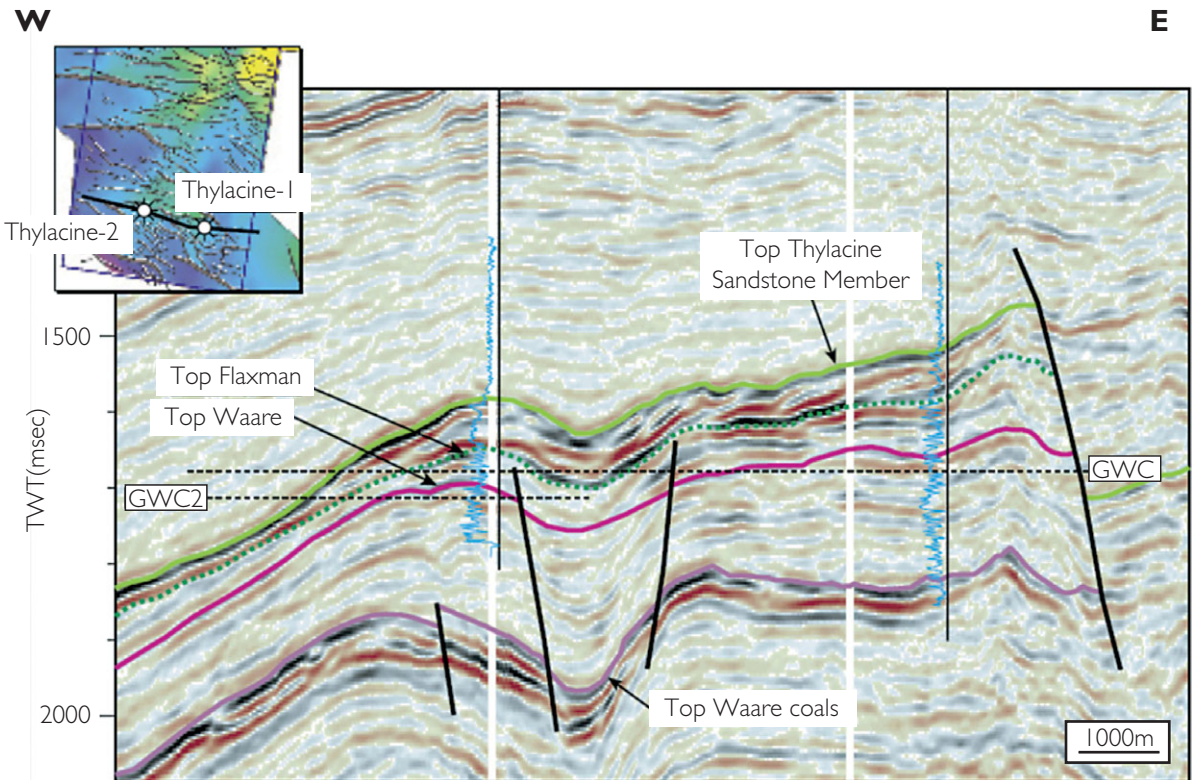 W
E
Thylacine-1
Thylacine-2
Top Thylacine
Sandstone Member
1500
Top Flaxman
Top Waare
GWC
GWC2
TWT(msec)
2000
Top Waare coals
1000m